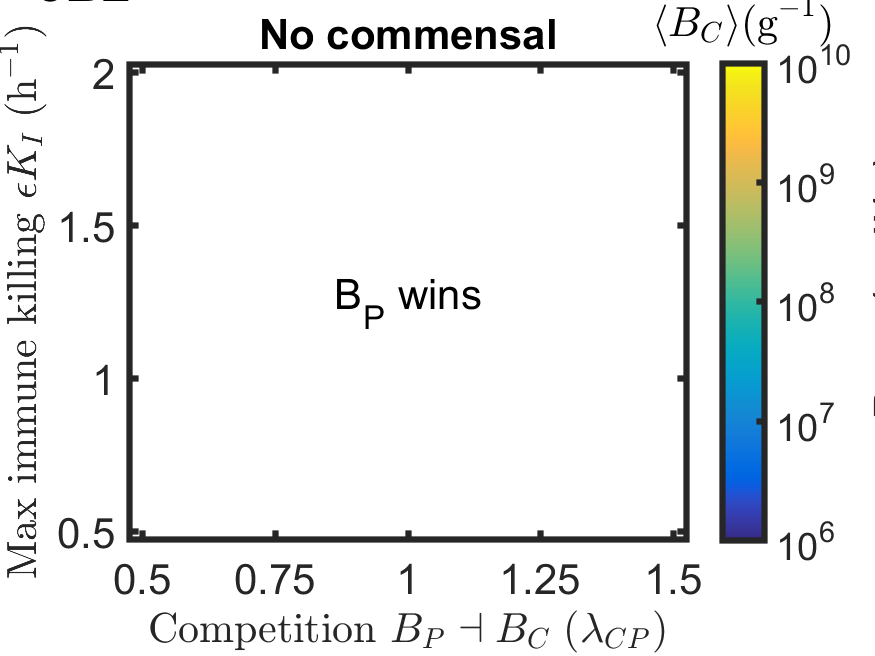 No commensal
⟨B_C⟩(g⁻¹)
Max immune killing ϵK_I (h⁻¹)
2
1.5
1
0.5
B_P wins
10¹⁰
10⁹
10⁸
10⁷
10⁶
0.5 0.75 1 1.25 1.5
Competition B_P ⊣ B_C (λ_CP)